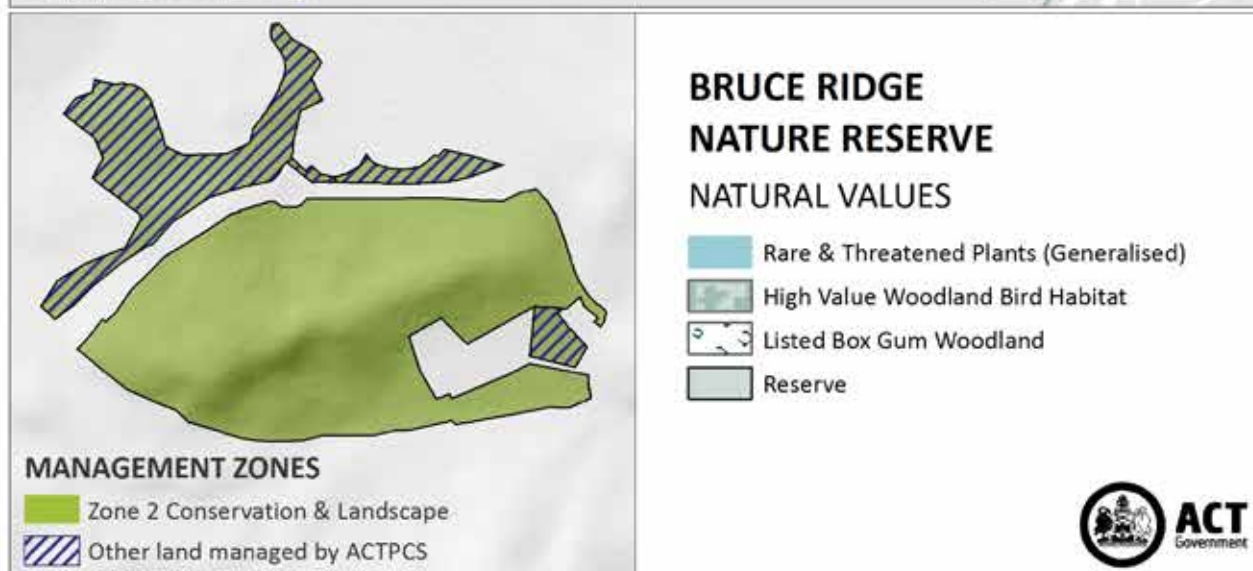 MANAGEMENT ZONES
Zone 2 Conservation & Landscape
Other land managed by ACTPCS
BRUCE RIDGE
NATURE RESERVE
NATURAL VALUES
Rare & Threatened Plants (Generalised)
High Value Woodland Bird Habitat
Listed Box Gum Woodland
Reserve
ACT
Government